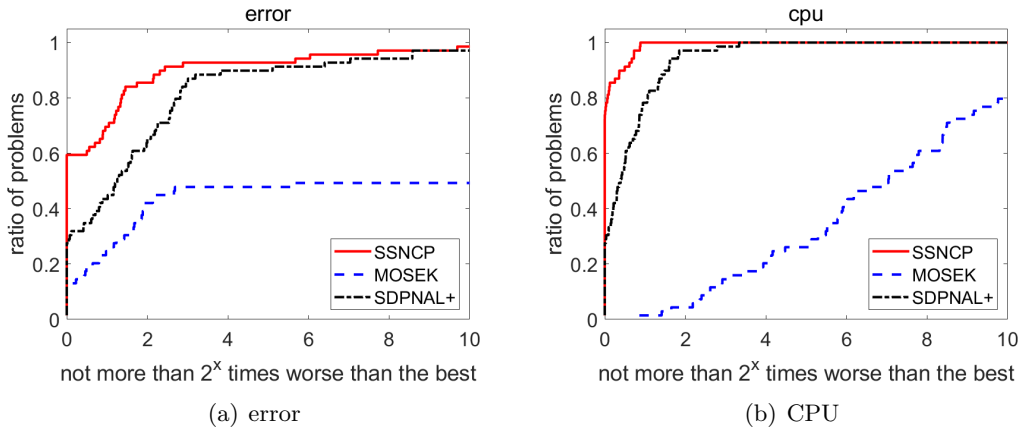 error
ratio of problems
1
0.8
0.6
0.4
0.2
0
0 2 4 6 8 10
SSNCP
MOSEK
SDPNAL+
not more than 2^x times worse than the best
(a) error
cpu
ratio of problems
1
0.8
0.6
0.4
0.2
0
0 2 4 6 8 10
SSNCP
MOSEK
SDPNAL+
not more than 2^x times worse than the best
(b) CPU